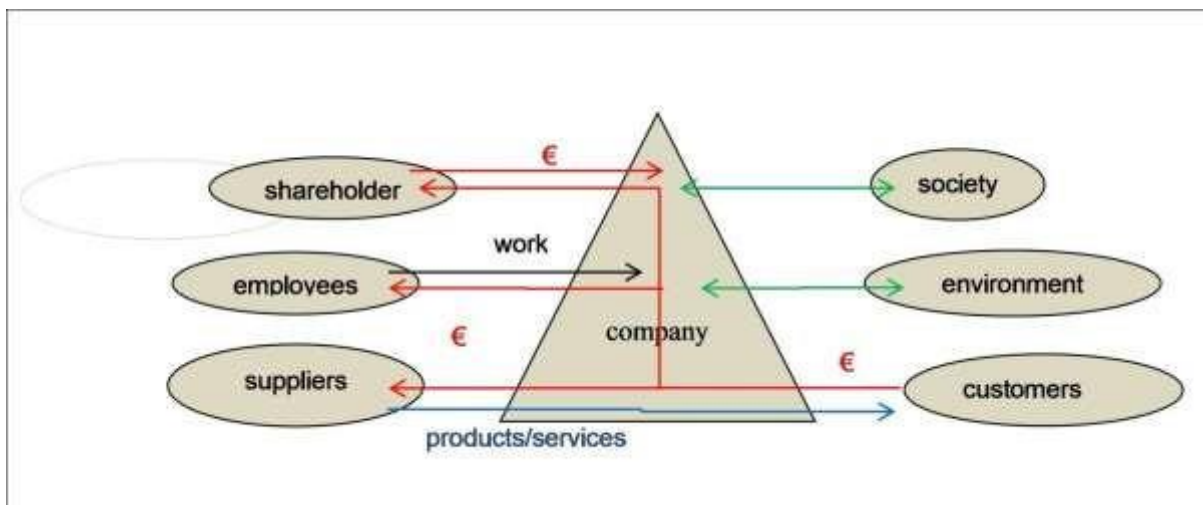 €
shareholder
society
work
employees
environment
€
company
€
suppliers
customers
products/services